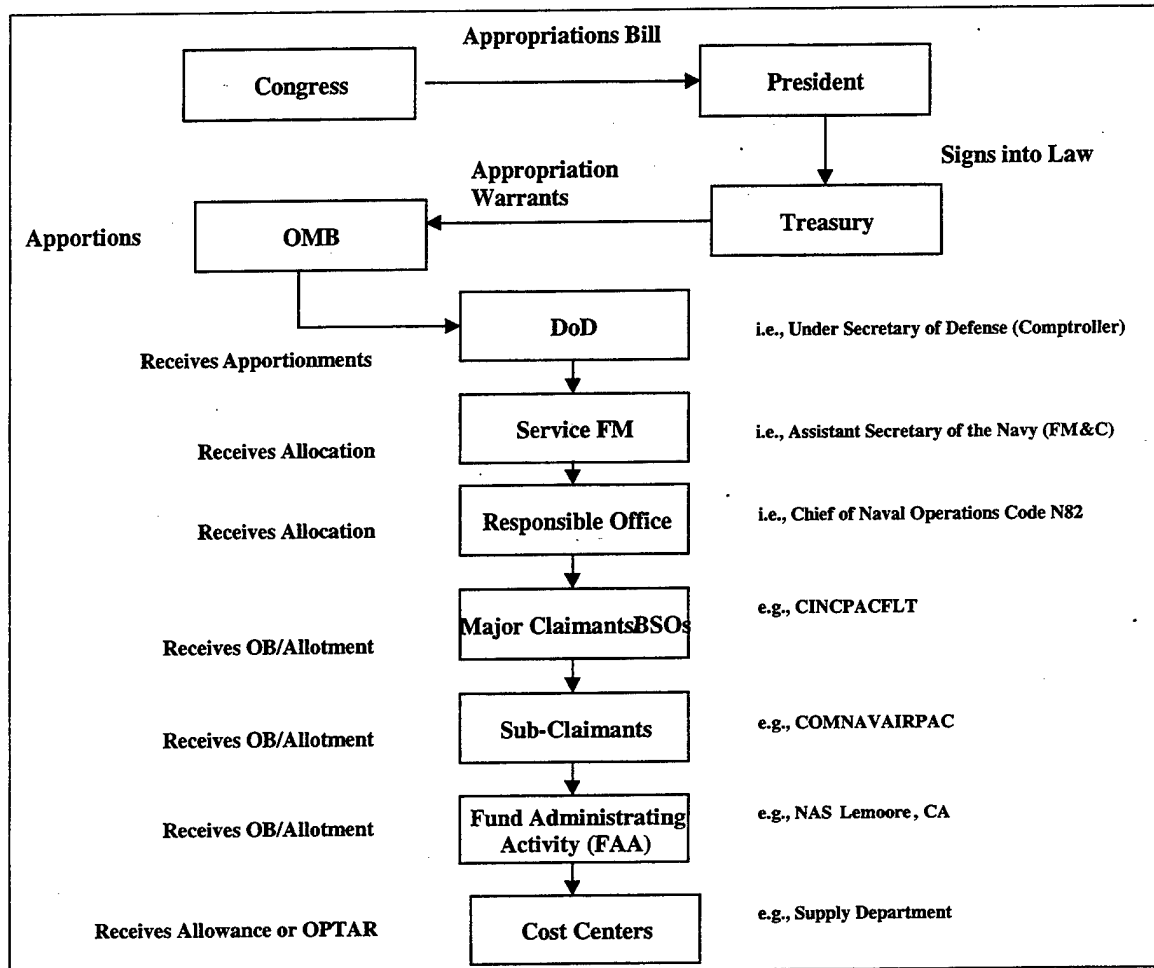 Appropriations Bill
Congress
President
Signs into Law
Appropriation
Warrants
Apportions
OMB
Treasury
DoD
i.e., Under Secretary of Defense (Comptroller)
Receives Apportionments
Service FM
i.e., Assistant Secretary of the Navy (FM&C)
Receives Allocation
Responsible Office
i.e., Chief of Naval Operations Code N82
Receives Allocation
Major ClaimantsBSOs
e.g., CINCPACFLT
Receives OB/Allotment
Sub-Claimants
e.g., COMNAVAIRPAC
Receives OB/Allotment
Fund Administrating
Activity (FAA)
e.g., NAS Lemoore, CA
Receives OB/Allotment
Cost Centers
e.g., Supply Department
Receives Allowance or OPTAR